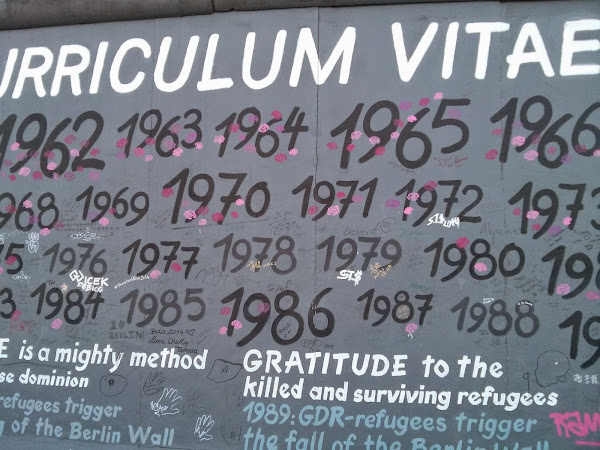 URRICULUM VITAE
1962 1963 1964 1965 1966
968 1969 1970 1971 1972 1973
5 1976 1977 1978 1979 1980
3 1984 1985 1986 1987 1988
E is a mighty method
se dominion
refugees trigger
g of the Berlin Wall
GRATITUDE to the
killed and surviving refugees
1989: GDR-refugees trigger
the fall of the Berlin Wall